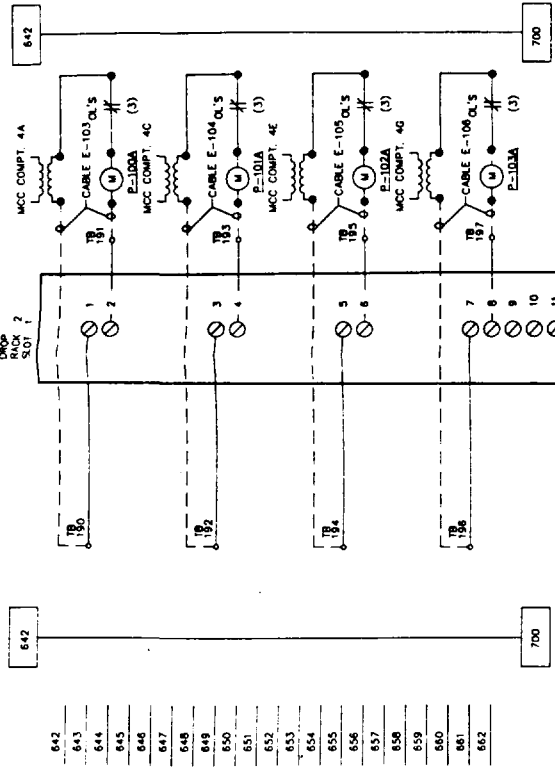 642
700
MCC COMPT. 4A
CABLE E-103
OL'S
(3)
M
P-100A
TB
191
MCC COMPT. 4C
CABLE E-104
OL'S
(3)
M
P-101A
TB
193
MCC COMPT. 4E
CABLE E-105
OL'S
(3)
M
P-102A
TB
195
MCC COMPT. 4G
CABLE E-106
OL'S
(3)
M
P-103A
TB
197
DROP
RACK 2
SLOT 1
1
2
3
4
5
6
7
8
9
10
11
TB
190
TB
192
TB
194
TB
196
642
700
642
643
644
645
646
647
648
649
650
651
652
653
654
655
656
657
658
659
660
661
662